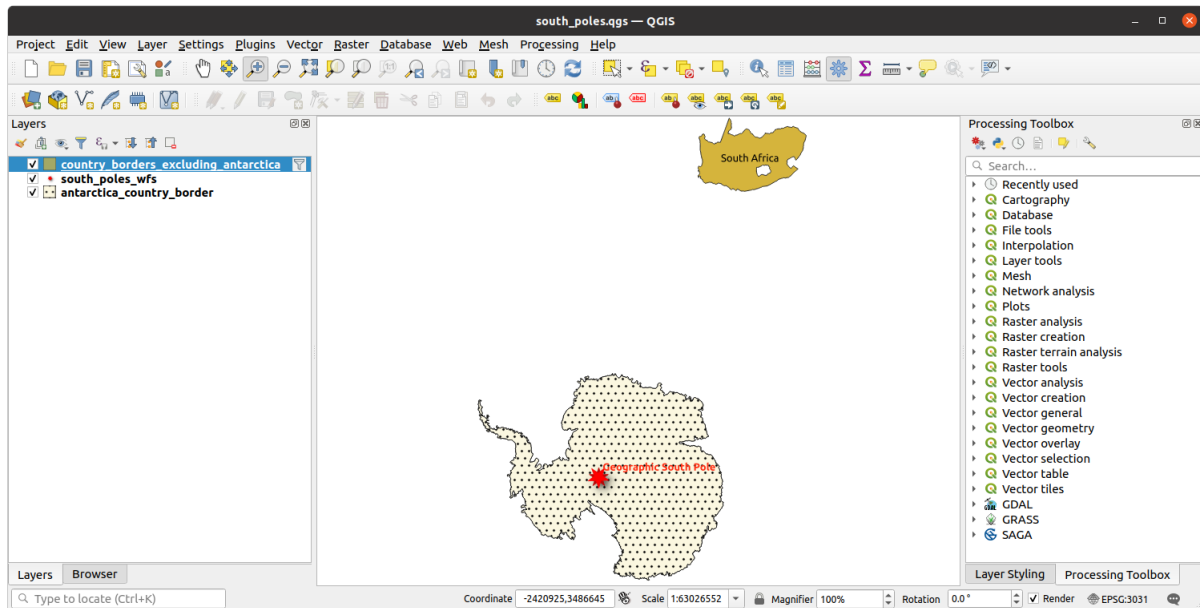 south_poles.qgs — QGIS
Project Edit View Layer Settings Plugins Vector Raster Database Web Mesh Processing Help
Layers
country_borders_excluding_antarctica
south_poles_wfs
antarctica_country_border
Layers Browser
South Africa
Geographic South Pole
Processing Toolbox
Search...
Recently used
Cartography
Database
File tools
Interpolation
Layer tools
Mesh
Network analysis
Plots
Raster analysis
Raster creation
Raster terrain analysis
Raster tools
Vector analysis
Vector creation
Vector general
Vector geometry
Vector overlay
Vector selection
Vector table
Vector tiles
GDAL
GRASS
SAGA
Layer Styling Processing Toolbox
Type to locate (Ctrl+K) Coordinate -2420925,3486645 Scale 1:63026552 Magnifier 100% Rotation 0.0° Render EPSG:3031